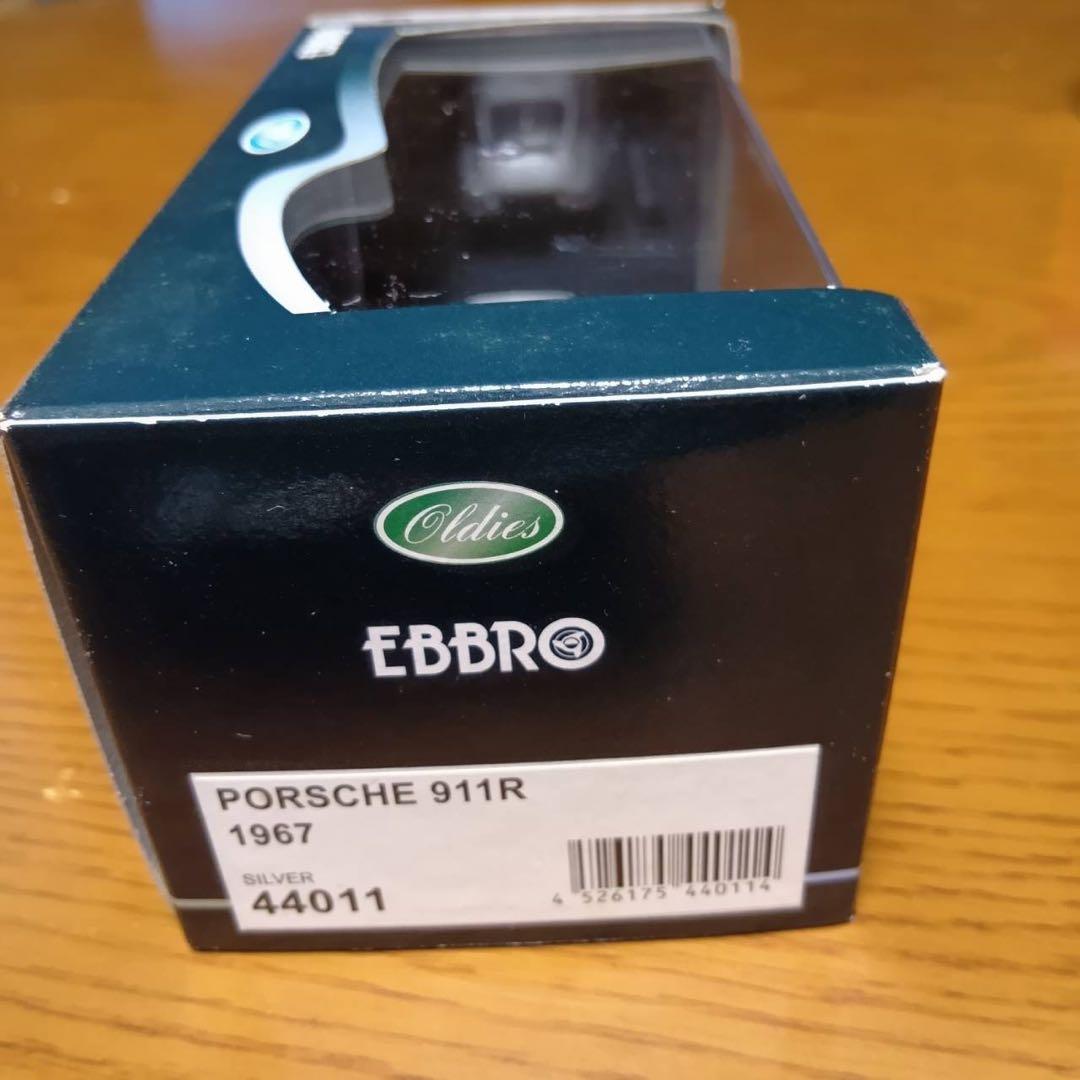 Oldies
EBBRO
PORSCHE 911R
1967
SILVER
44011
4 526175 440114